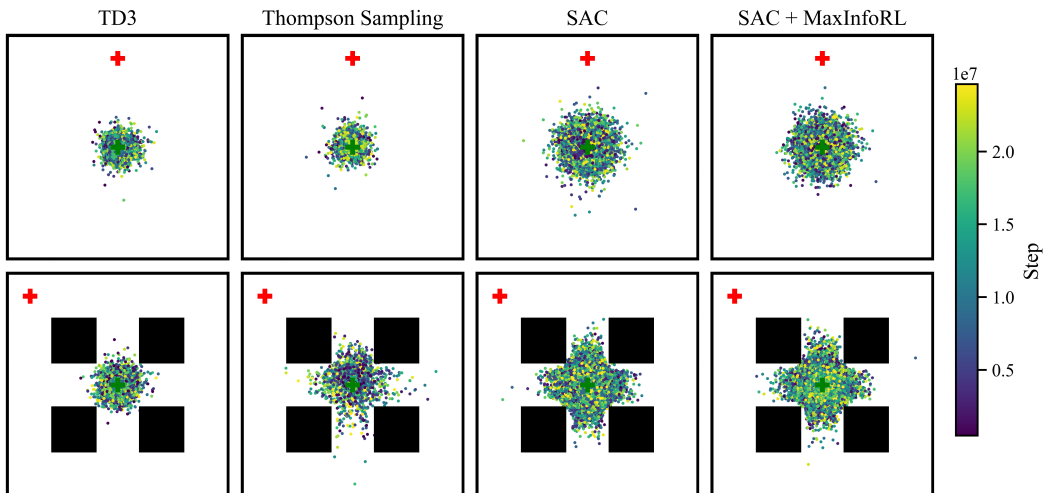 TD3
Thompson Sampling
SAC
SAC + MaxInfoRL
1e7
2.0
1.5
1.0
0.5
Step